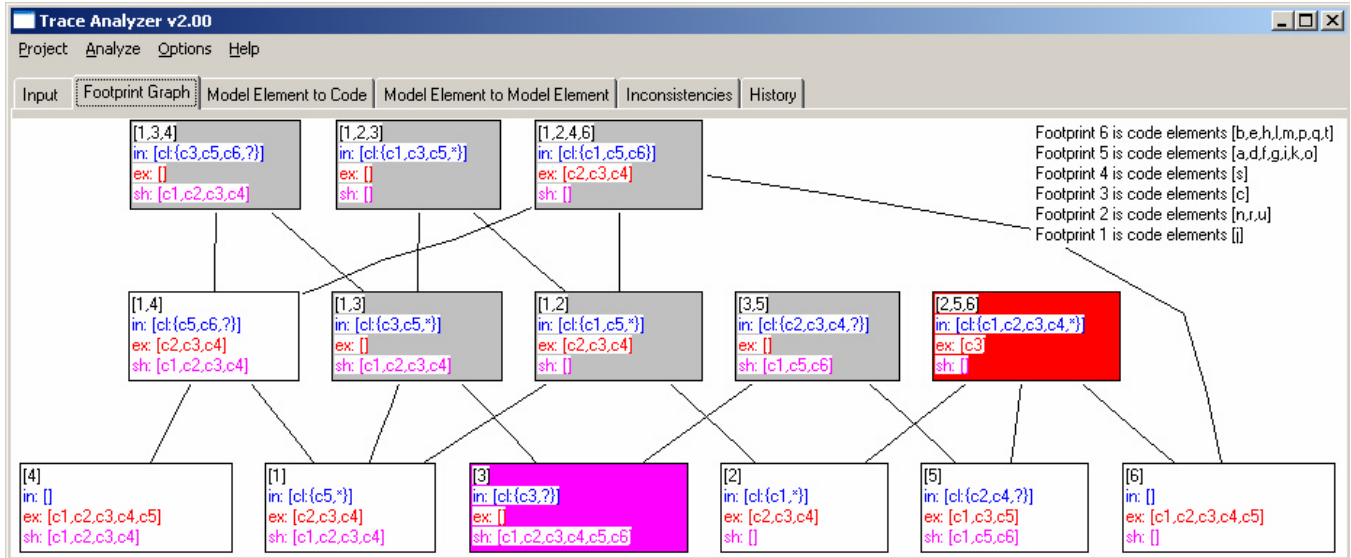 Trace Analyzer v2.00
Project Analyze Options Help
Input Footprint Graph Model Element to Code Model Element to Model Element Inconsistencies History
[1,3,4]
in: [cl:{c3,c5,c6,?}]
ex: []
sh: [c1,c2,c3,c4]
[1,2,3]
in: [cl:{c1,c3,c5,*}]
ex: []
sh: []
[1,2,4,6]
in: [cl:{c1,c5,c6}]
ex: [c2,c3,c4]
sh: []
Footprint 6 is code elements [b,e,h,l,m,p,q,t]
Footprint 5 is code elements [a,d,f,g,i,k,o]
Footprint 4 is code elements [s]
Footprint 3 is code elements [c]
Footprint 2 is code elements [n,r,u]
Footprint 1 is code elements [j]
[1,4]
in: [cl:{c5,c6,?}]
ex: [c2,c3,c4]
sh: [c1,c2,c3,c4]
[1,3]
in: [cl:{c3,c5,*}]
ex: []
sh: [c1,c2,c3,c4]
[1,2]
in: [cl:{c1,c5,*}]
ex: [c2,c3,c4]
sh: []
[3,5]
in: [cl:{c2,c3,c4,?}]
ex: []
sh: [c1,c5,c6]
[2,5,6]
in: [cl:{c1,c2,c3,c4,*}]
ex: [c3]
sh: []
[4]
in: []
ex: [c1,c2,c3,c4,c5]
sh: [c1,c2,c3,c4]
[1]
in: [cl:{c5,*}]
ex: [c2,c3,c4]
sh: [c1,c2,c3,c4]
[3]
in: [cl:{c3,?}]
ex: []
sh: [c1,c2,c3,c4,c5,c6]
[2]
in: [cl:{c1,*}]
ex: [c2,c3,c4]
sh: []
[5]
in: [cl:{c2,c4,?}]
ex: [c1,c3,c5]
sh: [c1,c5,c6]
[6]
in: []
ex: [c1,c2,c3,c4,c5]
sh: []